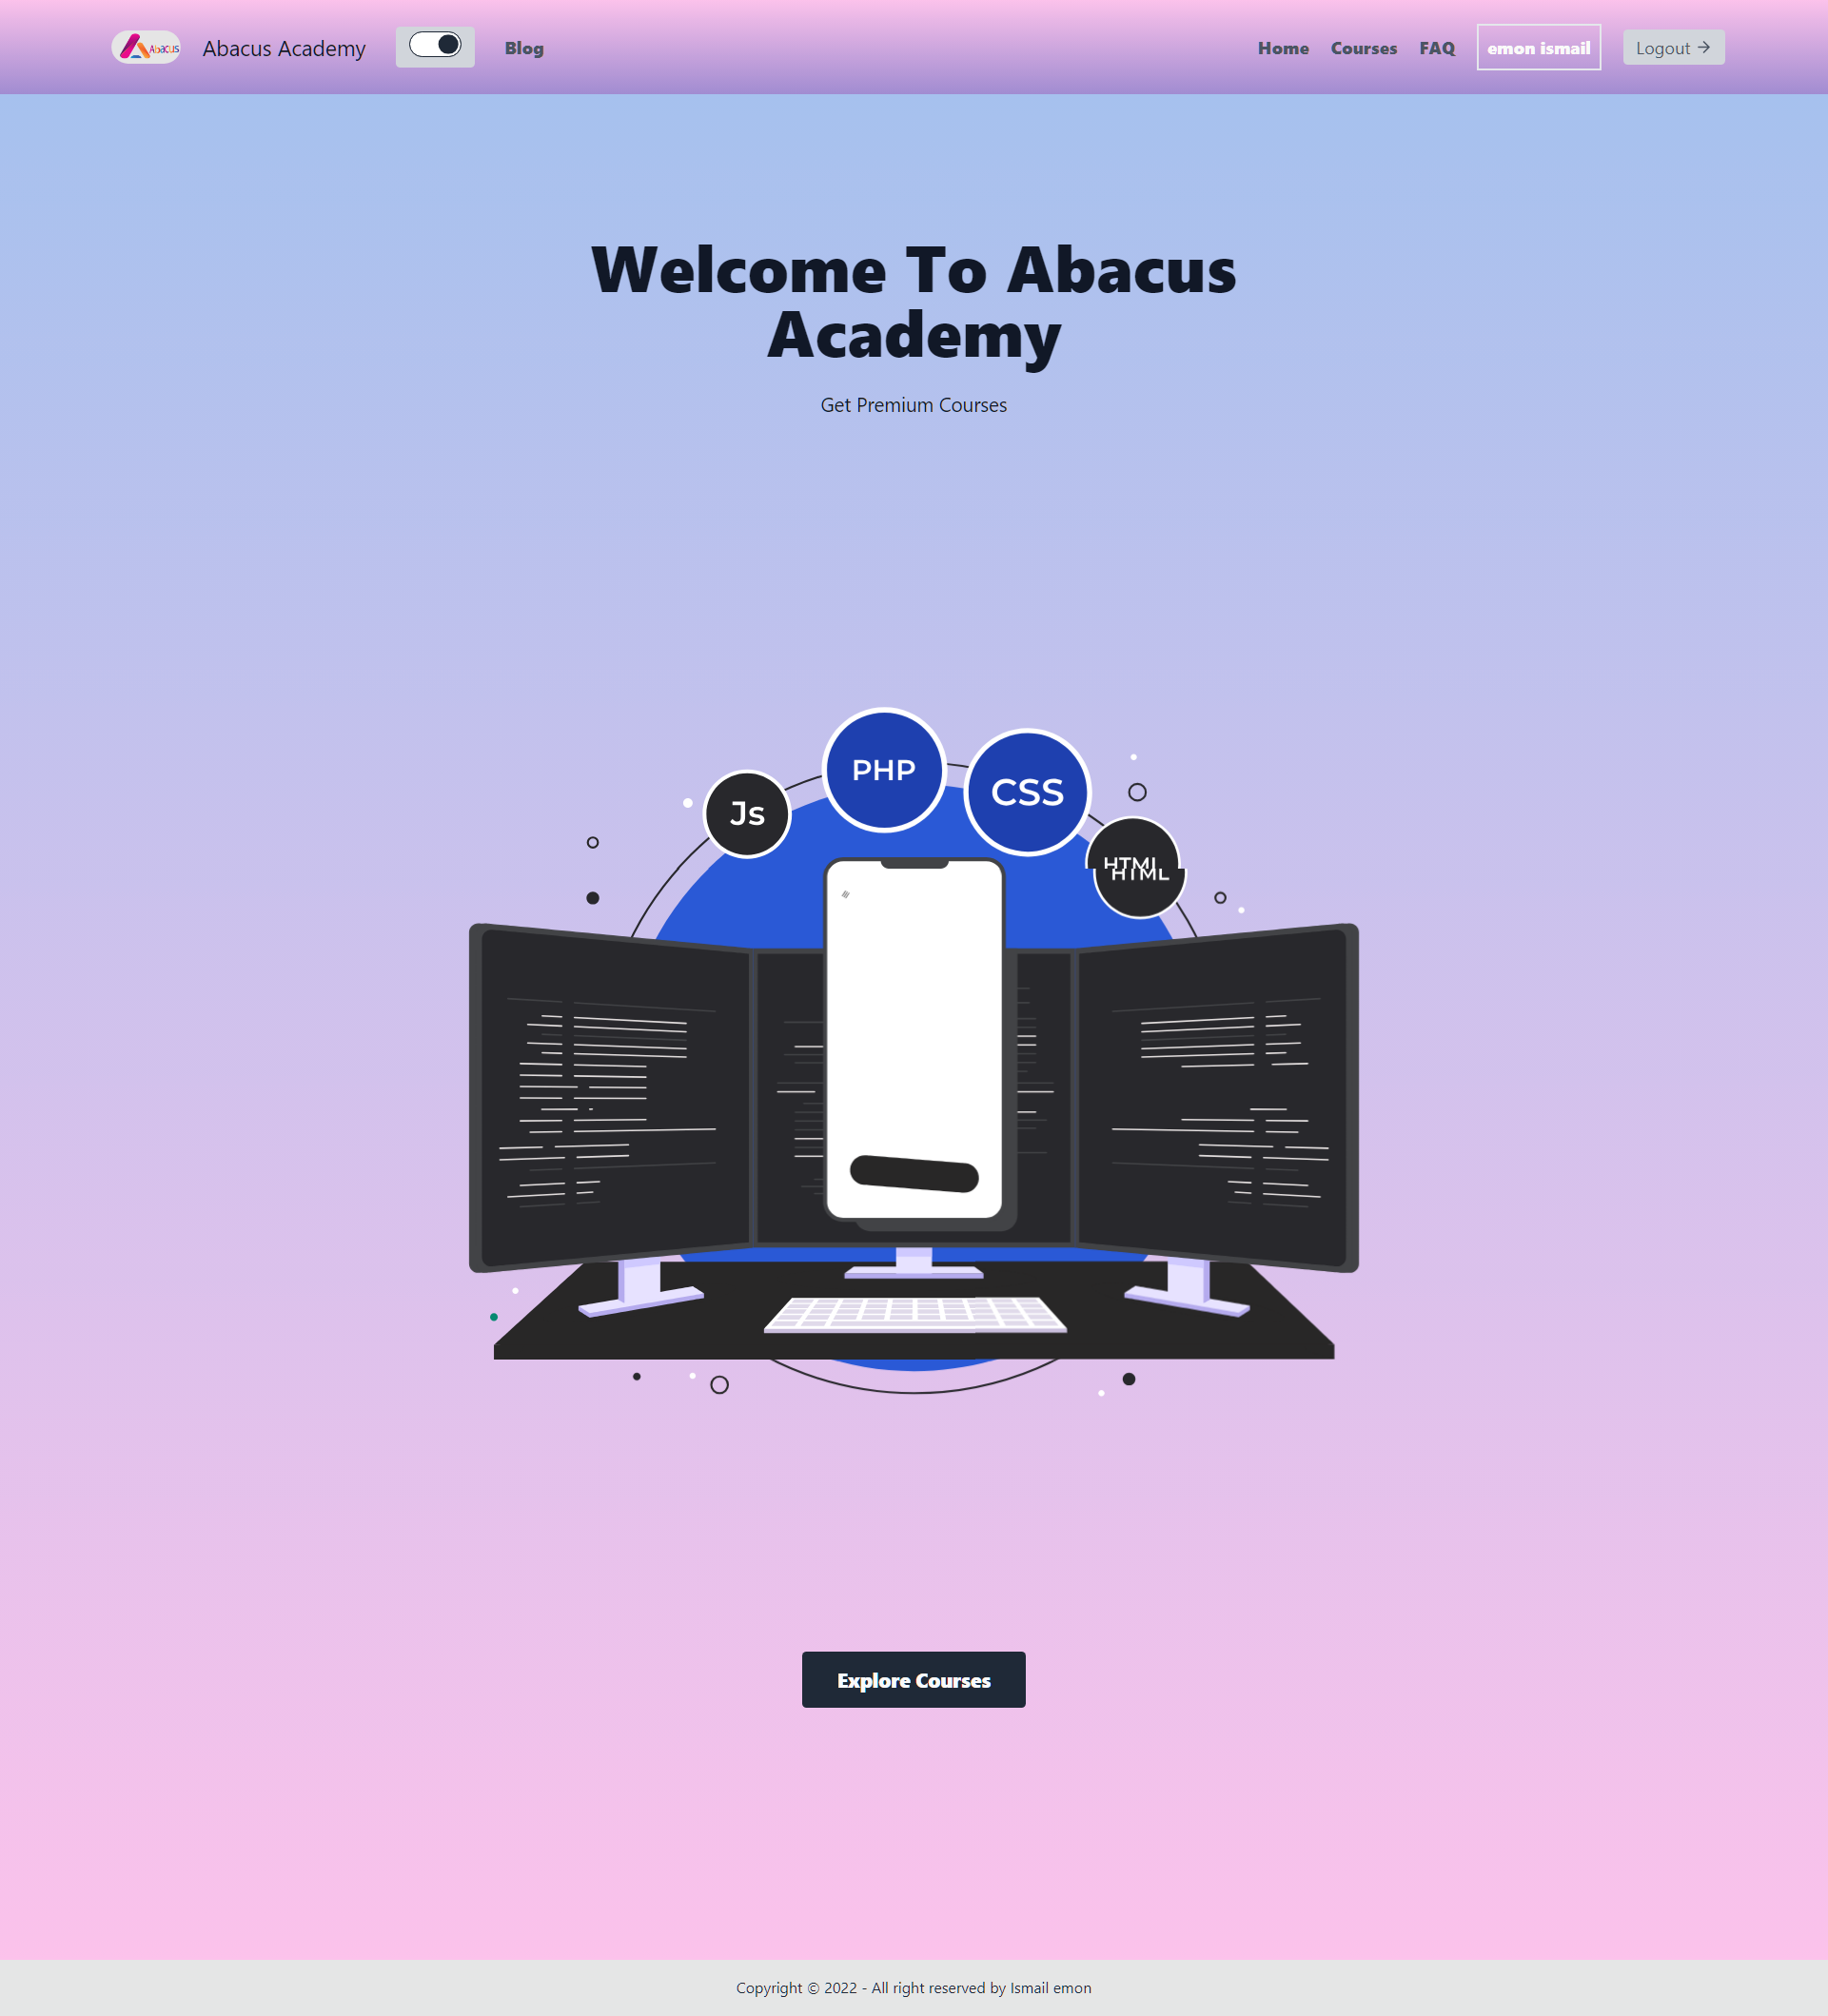 Abacus
Abacus Academy
Blog
Home
Courses
FAQ
emon ismail
Logout →
Welcome To Abacus
Academy
Get Premium Courses
Js
PHP
CSS
HTML
HTML
Explore Courses
Copyright © 2022 - All right reserved by Ismail emon